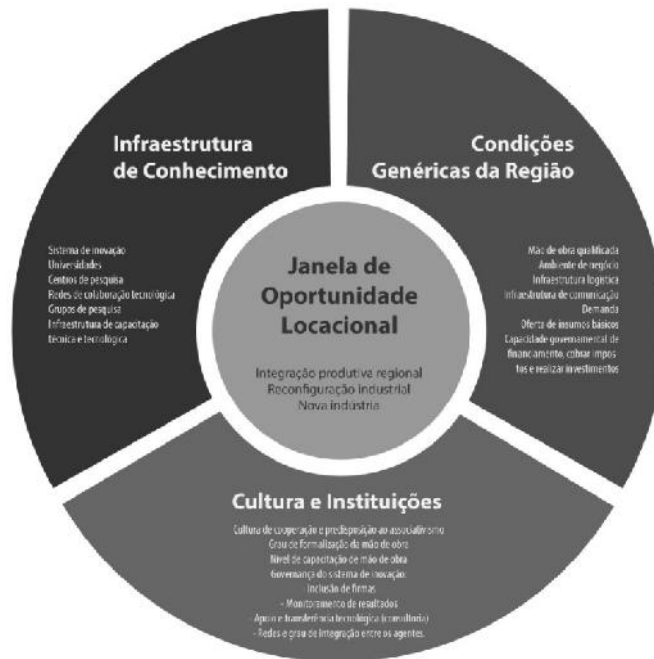 Infraestrutura
de Conhecimento
Sistema de inovação
Universidades
Centros de pesquisa
Redes de colaboração tecnológica
Grupos de pesquisa
Infraestrutura de capacitação
técnica e tecnológica
Condições
Genéricas da Região
Mão de obra qualificada
Ambiente de negócio
Infraestrutura logística
Infraestrutura de comunicação
Demanda
Oferta de insumos básicos
Capacidade governamental de
financiamento, cobrar impos
tos e realizar investimentos
Janela de
Oportunidade
Locacional
Integração produtiva regional
Reconfiguração industrial
Nova indústria
Cultura e Instituições
Cultura de cooperação e predisposição ao associativismo
Grau de formalização da mão de obra
Nível de capacitação de mão de obra
Governança do sistema de inovação:
- Inclusão de firmas
- Monitoramento de resultados
- Apoio e transferência tecnológica (consultoria)
- Redes e grau de integração entre os agentes.